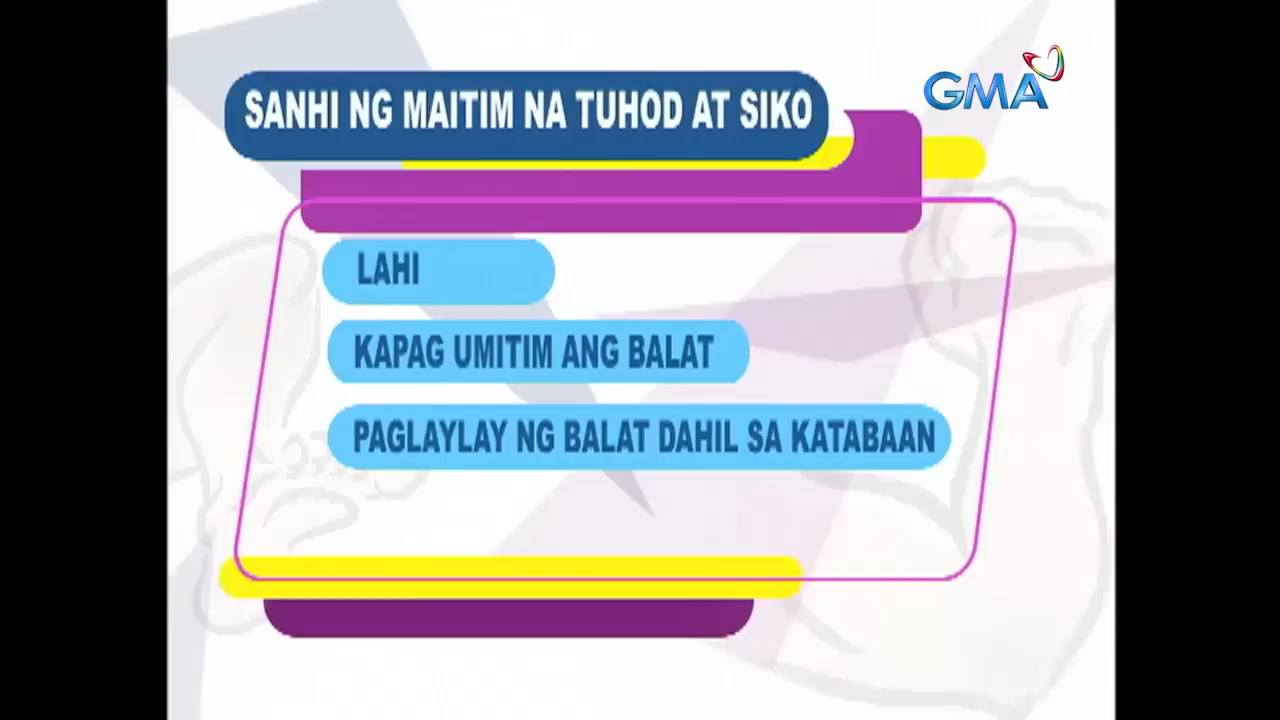 SANHI NG MAITIM NA TUHOD AT SIKO
GMA
LAHI
KAPAG UMITIM ANG BALAT
PAGLAYLAY NG BALAT DAHIL SA KATABAAN